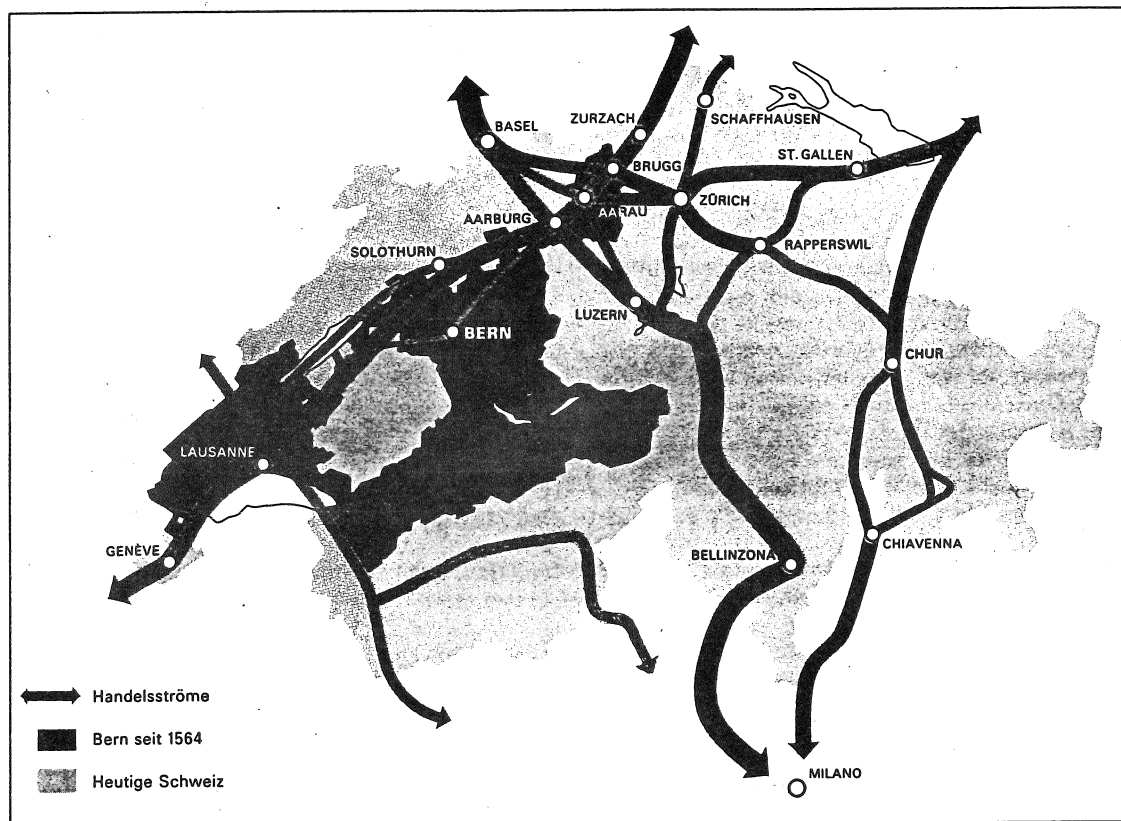 BASEL
ZURZACH
SCHAFFHAUSEN
BRUGG
ST. GALLEN
AARAU
ZÜRICH
AARBURG
RAPPERSWIL
SOLOTHURN
LUZERN
BERN
CHUR
LAUSANNE
GENÈVE
BELLINZONA
CHIAVENNA
Handelsströme
Bern seit 1564
Heutige Schweiz
MILANO